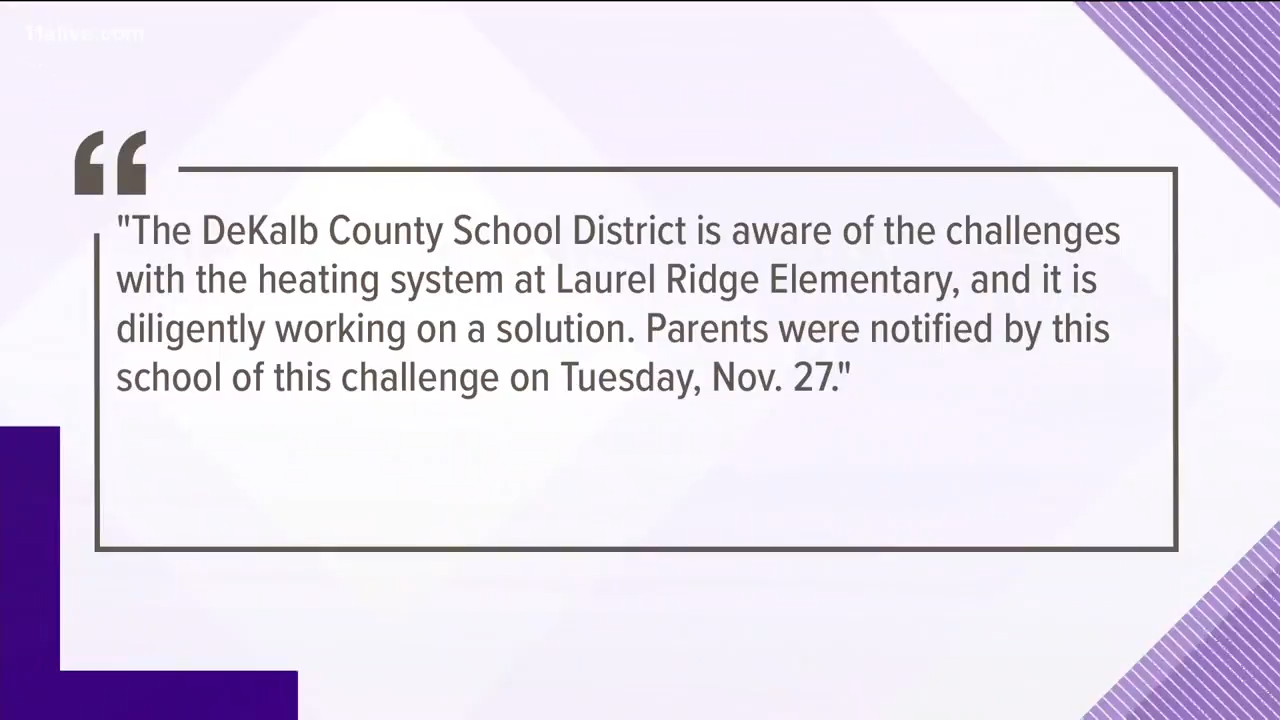 11alive.com
"The DeKalb County School District is aware of the challenges
with the heating system at Laurel Ridge Elementary, and it is
diligently working on a solution. Parents were notified by this
school of this challenge on Tuesday, Nov. 27."